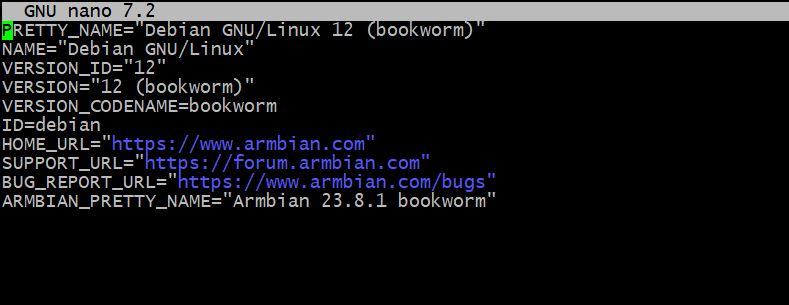 GNU nano 7.2
PRETTY_NAME="Debian GNU/Linux 12 (bookworm)"
NAME="Debian GNU/Linux"
VERSION_ID="12"
VERSION="12 (bookworm)"
VERSION_CODENAME=bookworm
ID=debian
HOME_URL="https://www.armbian.com"
SUPPORT_URL="https://forum.armbian.com"
BUG_REPORT_URL="https://www.armbian.com/bugs"
ARMBIAN_PRETTY_NAME="Armbian 23.8.1 bookworm"